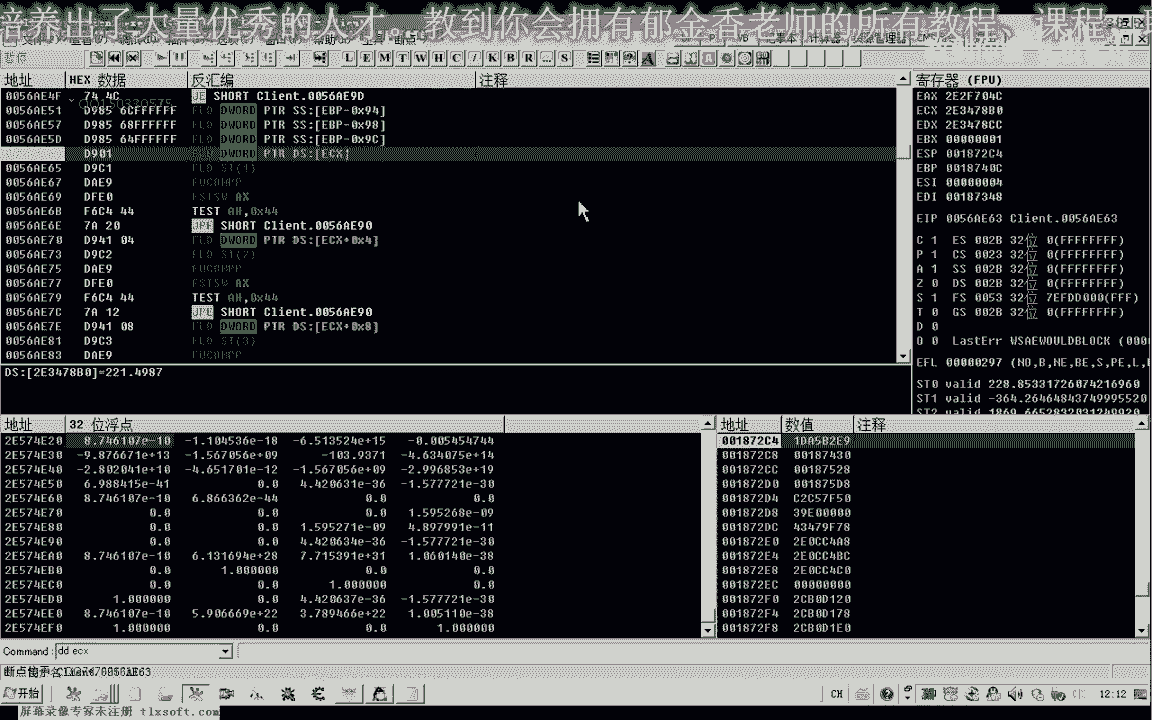 培养出了大量优秀的人才。教到你会拥有郁金香老师的所有教程、课程、
L E M T W H C / K B R ... S
地址 HEX 数据 反汇编 注释
0056AE4F 74 4C JE SHORT Client.0056AE9D
0056AE51 D985 6CFFFFFF FLD DWORD PTR SS:[EBP-0x94]
0056AE57 D985 68FFFFFF FLD DWORD PTR SS:[EBP-0x98]
0056AE5D D985 64FFFFFF FLD DWORD PTR SS:[EBP-0x9C]
D901 FLD DWORD PTR DS:[ECX]
0056AE65 D9C1 FLD ST(1)
0056AE67 DAE9 FUCOMPP
0056AE69 DFE0 FSTSW AX
0056AE6B F6C4 44 TEST AH,0x44
0056AE6E 7A 20 JPE SHORT Client.0056AE90
0056AE70 D941 04 FLD DWORD PTR DS:[ECX+0x4]
0056AE73 D9C2 FLD ST(2)
0056AE75 DAE9 FUCOMPP
0056AE77 DFE0 FSTSW AX
0056AE79 F6C4 44 TEST AH,0x44
0056AE7C 7A 12 JPE SHORT Client.0056AE90
0056AE7E D941 08 FLD DWORD PTR DS:[ECX+0x8]
0056AE81 D9C3 FLD ST(3)
0056AE83 DAE9 FUCOMPP
DS:[2E3478B0]=221.4987
寄存器 (FPU)
EAX 2E2F704C
ECX 2E3478B0
EDX 2E3478CC
EBX 00000001
ESP 001872C4
EBP 0018740C
ESI 00000004
EDI 00187348
EIP 0056AE63 Client.0056AE63
C 1 ES 002B 32位 0(FFFFFFFF)
P 1 CS 0023 32位 0(FFFFFFFF)
A 1 SS 002B 32位 0(FFFFFFFF)
Z 0 DS 002B 32位 0(FFFFFFFF)
S 1 FS 0053 32位 7EFDD000(FFF)
T 0 GS 002B 32位 0(FFFFFFFF)
D 0
O 0 LastErr WSAEWOULDBLOCK (000
EFL 00000297 (NO,B,NE,BE,S,PE,L,
ST0 valid 228.85331726074216960
ST1 valid -364.26464843749995520
ST2 valid 1869.6652832031249920
地址 32 位浮点
2E574E20 8.746107e-10 -1.104536e-18 -6.513524e+15 -0.005454744
2E574E30 -9.876671e+13 -1.567056e+09 -103.9371 -4.634075e+14
2E574E40 -2.802041e+10 -4.651701e-12 -1.567056e+09 -2.996853e+19
2E574E50 6.988415e-41 0.0 4.420631e-36 -1.577721e-30
2E574E60 8.746107e-10 6.866362e-44 0.0 0.0
2E574E70 0.0 0.0 0.0 1.595268e-09
2E574E80 0.0 0.0 1.595271e-09 4.897991e-11
2E574E90 0.0 0.0 4.420634e-36 -1.577721e-30
2E574EA0 8.746107e-10 6.131694e+28 7.715391e+31 1.060140e-38
2E574EB0 0.0 1.000000 0.0 0.0
2E574EC0 0.0 0.0 1.000000 0.0
2E574ED0 1.000000 0.0 4.420637e-36 -1.577721e-30
2E574EE0 8.746107e-10 5.906669e+22 3.789466e+22 1.005110e-38
2E574EF0 1.000000 0.0 0.0 1.000000
地址 数值 注释
001872C4 1DA5B2E9
001872C8 00187430
001872CC 00187528
001872D0 001875D8
001872D4 C2C57F50
001872D8 39E00000
001872DC 43479F78
001872E0 2E0CC4A8
001872E4 2E0CC4BC
001872E8 2E0CC4C0
001872EC 00000000
001872F0 2CB0D120
001872F4 2CB0D178
001872F8 2CB0D1E0
Command: dd ecx
开始
CH
12:12
屏幕录像专家未注册 tlxsoft.com